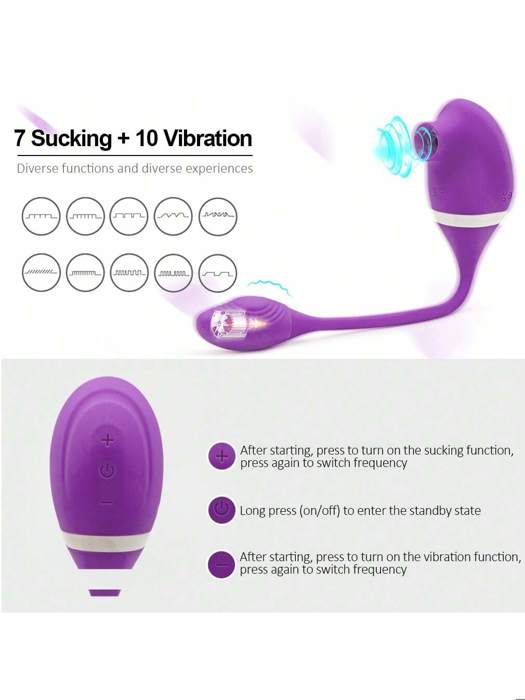 7 Sucking + 10 Vibration
Diverse functions and diverse experiences
After starting, press to turn on the sucking function,
press again to switch frequency
Long press (on/off) to enter the standby state
After starting, press to turn on the vibration function,
press again to switch frequency